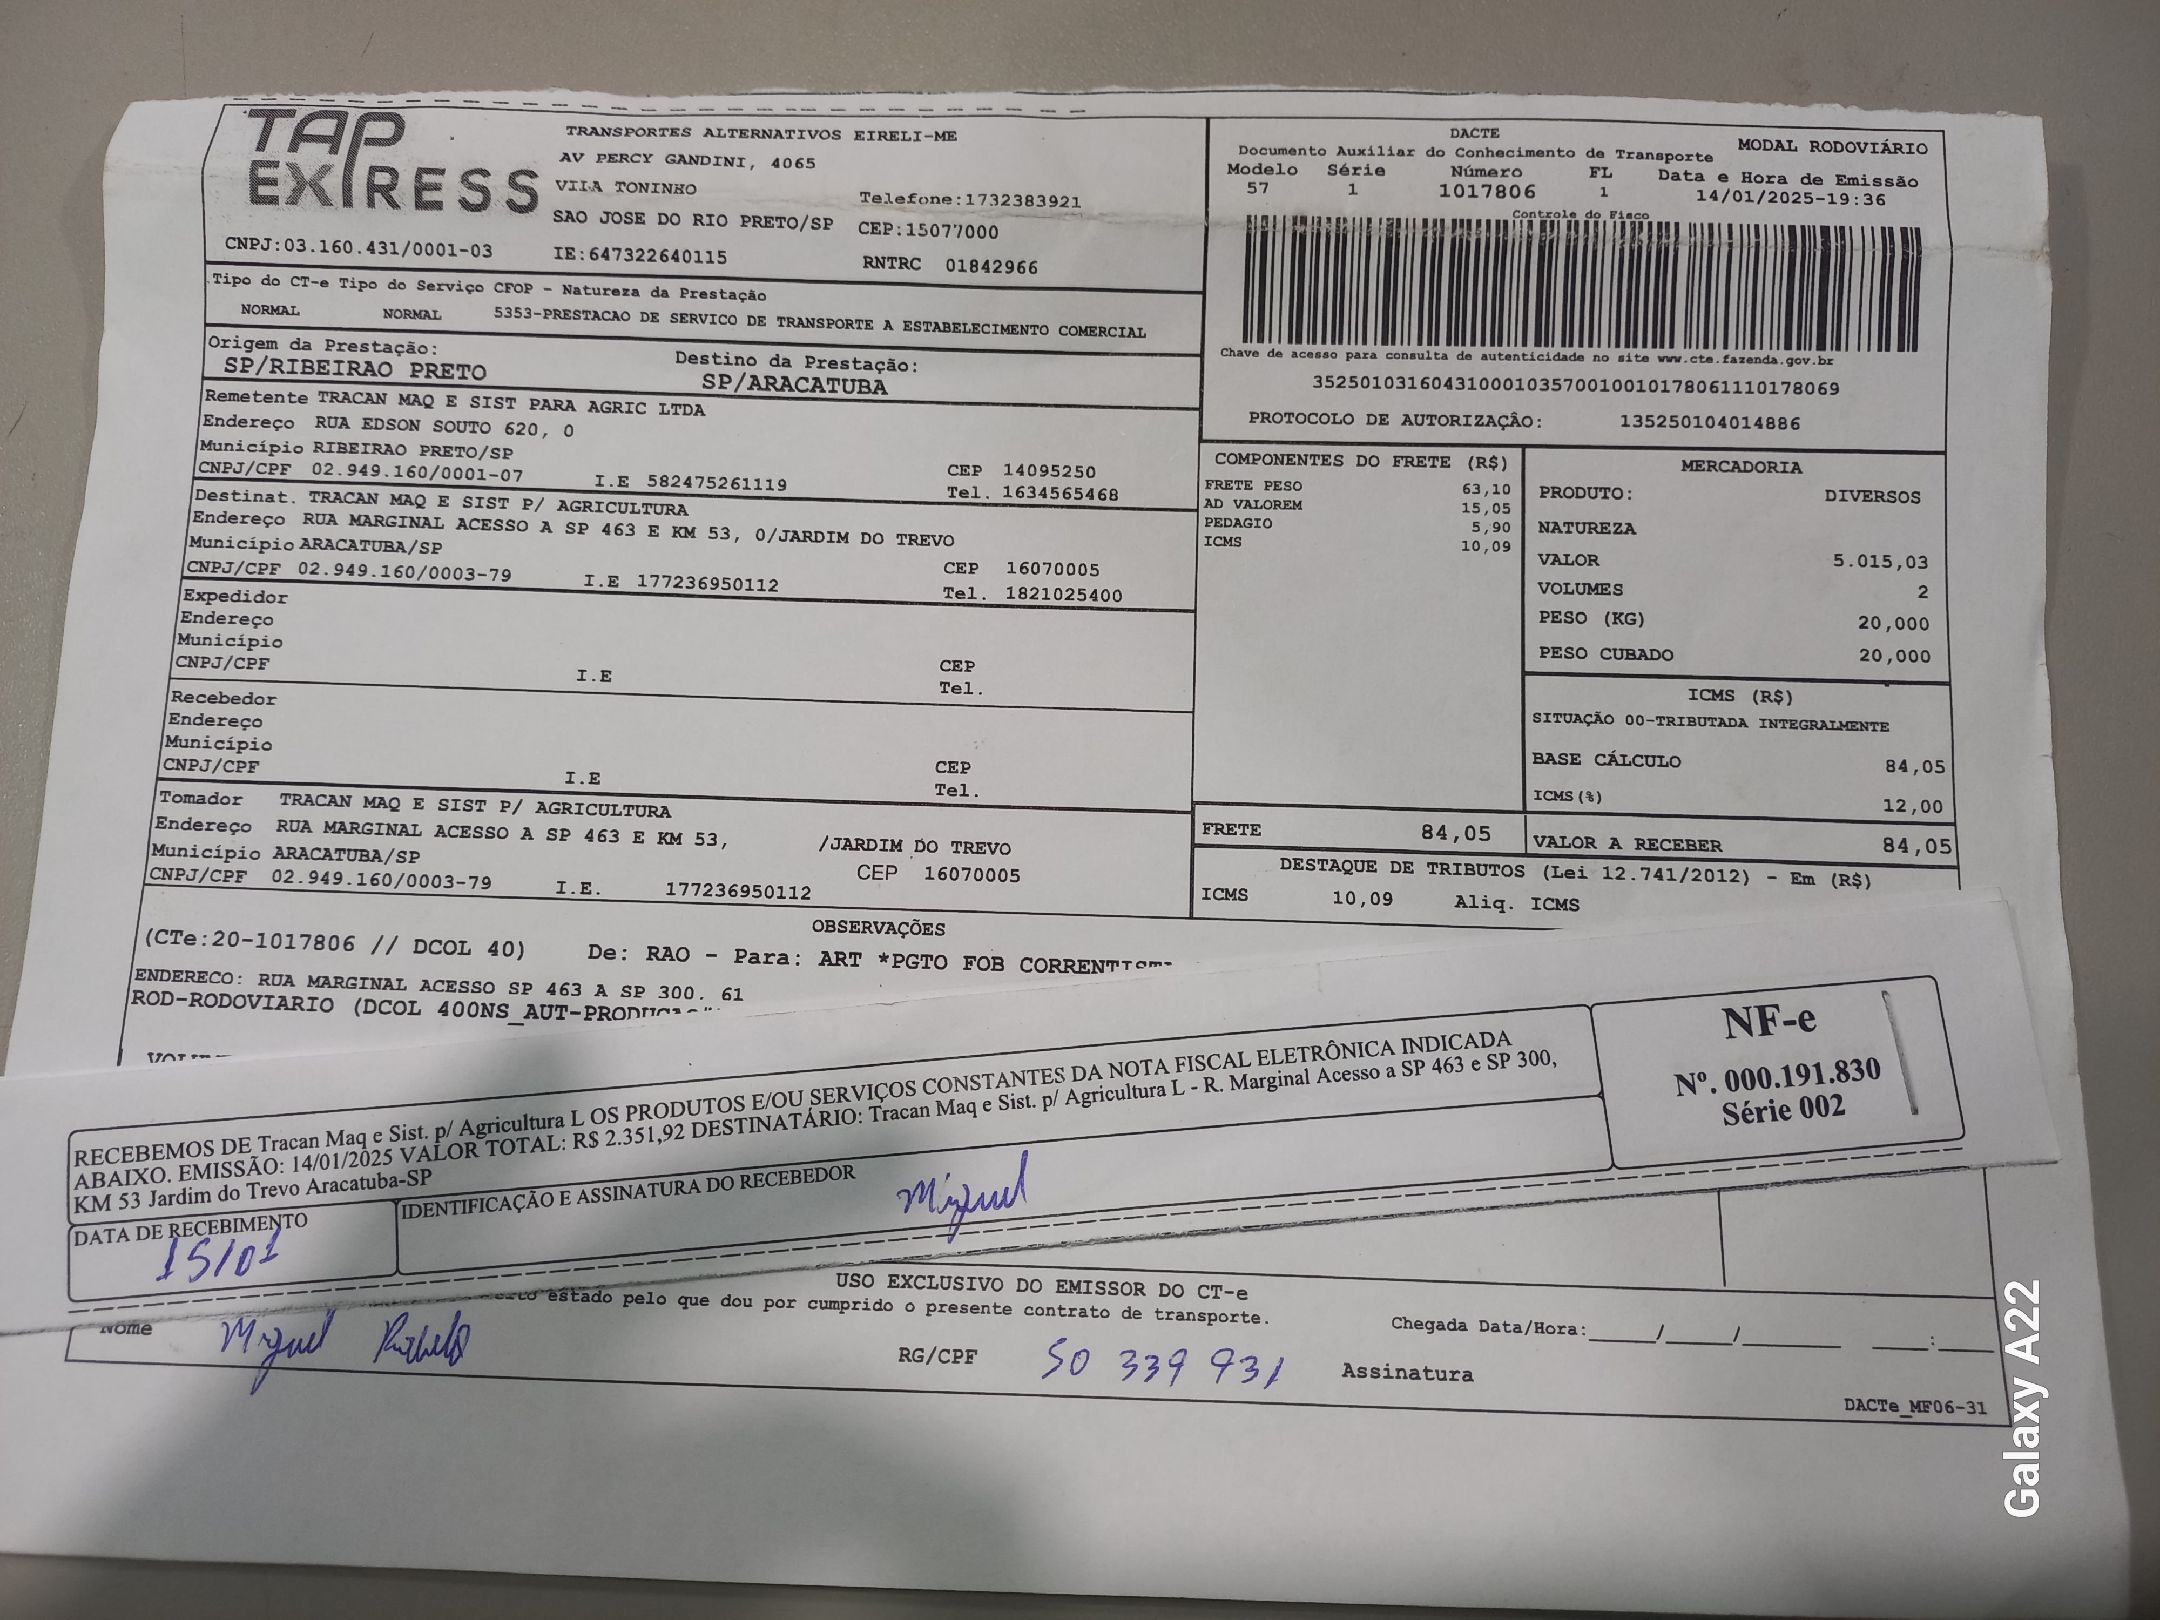 TAP EXPRESS
TRANSPORTES ALTERNATIVOS EIRELI-ME
AV PERCY GANDINI, 4065
VILA TONINHO
Telefone:1732383921
SAO JOSE DO RIO PRETO/SP CEP:15077000
CNPJ:03.160.431/0001-03 IE:647322640115 RNTRC 01842966
DACTE MODAL RODOVIÁRIO
Documento Auxiliar do Conhecimento de Transporte
Modelo Série Número FL Data e Hora de Emissão
57 1 1017806 1 14/01/2025-19:36
Controle do Fisco
Chave de acesso para consulta de autenticidade no site www.cte.fazenda.gov.br
35250103160431000103570010010178061110178069
PROTOCOLO DE AUTORIZAÇÂO: 135250104014886
Tipo do CT-e Tipo do Serviço CFOP - Natureza da Prestação
NORMAL NORMAL 5353-PRESTACAO DE SERVICO DE TRANSPORTE A ESTABELECIMENTO COMERCIAL
Origem da Prestação: Destino da Prestação:
SP/RIBEIRAO PRETO SP/ARACATUBA
Remetente TRACAN MAQ E SIST PARA AGRIC LTDA
Endereço RUA EDSON SOUTO 620, 0
Município RIBEIRAO PRETO/SP CEP 14095250
CNPJ/CPF 02.949.160/0001-07 I.E 582475261119 Tel. 1634565468
Destinat. TRACAN MAQ E SIST P/ AGRICULTURA
Endereço RUA MARGINAL ACESSO A SP 463 E KM 53, 0/JARDIM DO TREVO
Município ARACATUBA/SP CEP 16070005
CNPJ/CPF 02.949.160/0003-79 I.E 177236950112 Tel. 1821025400
Expedidor
Endereço
Município CEP
CNPJ/CPF I.E Tel.
Recebedor
Endereço
Município CEP
CNPJ/CPF I.E Tel.
Tomador TRACAN MAQ E SIST P/ AGRICULTURA
Endereço RUA MARGINAL ACESSO A SP 463 E KM 53, /JARDIM DO TREVO
Município ARACATUBA/SP CEP 16070005
CNPJ/CPF 02.949.160/0003-79 I.E. 177236950112
COMPONENTES DO FRETE (R$)
FRETE PESO 63,10
AD VALOREM 15,05
PEDAGIO 5,90
ICMS 10,09
MERCADORIA
PRODUTO: DIVERSOS
NATUREZA
VALOR 5.015,03
VOLUMES 2
PESO (KG) 20,000
PESO CUBADO 20,000
ICMS (R$)
SITUAÇÃO 00-TRIBUTADA INTEGRALMENTE
BASE CÁLCULO 84,05
ICMS(%) 12,00
FRETE 84,05 VALOR A RECEBER 84,05
DESTAQUE DE TRIBUTOS (Lei 12.741/2012) - Em (R$)
ICMS 10,09 Aliq. ICMS
OBSERVAÇÕES
(CTe:20-1017806 // DCOL 40) De: RAO - Para: ART *PGTO FOB
ENDERECO: RUA MARGINAL ACESSO SP 463 A SP 300. 61
ROD-RODOVIARIO (DCOL 400NS_AUT-
RECEBEMOS DE Tracan Maq e Sist. p/ Agricultura L OS PRODUTOS E/OU SERVIÇOS CONSTANTES DA NOTA FISCAL ELETRÔNICA INDICADA
ABAIXO. EMISSÃO: 14/01/2025 VALOR TOTAL: R$ 2.351,92 DESTINATÁRIO: Tracan Maq e Sist. p/ Agricultura L - R. Marginal Acesso a SP 463 e SP 300,
KM 53 Jardim do Trevo Aracatuba-SP
DATA DE RECEBIMENTO IDENTIFICAÇÃO E ASSINATURA DO RECEBEDOR
15/01 Miguel
NF-e
Nº. 000.191.830
Série 002
USO EXCLUSIVO DO EMISSOR DO CT-e
estado pelo que dou por cumprido o presente contrato de transporte.
Nome Miguel
RG/CPF 50 339 931
Chegada Data/Hora:_____/_____/_______ ____:____
Assinatura
DACTe_MF06-31
Galaxy A22